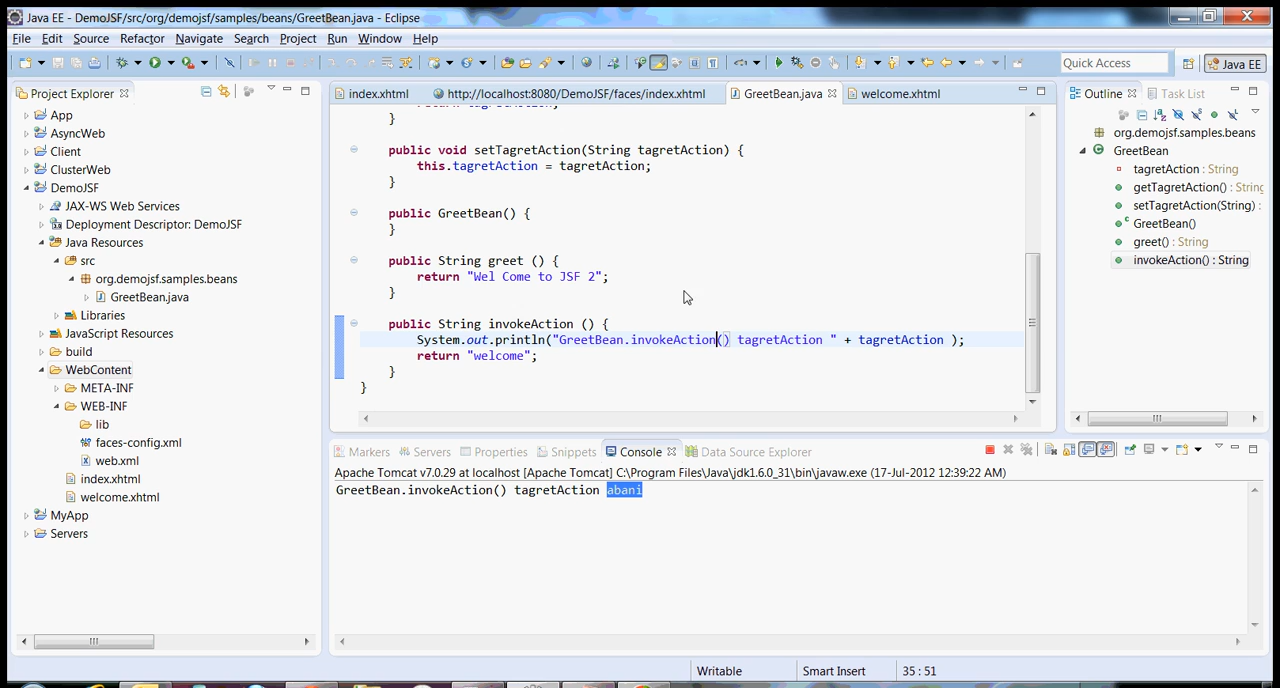 Java EE - DemoJSF/src/org/demojsf/samples/beans/GreetBean.java - Eclipse
File Edit Source Refactor Navigate Search Project Run Window Help
Quick Access
Java EE
Project Explorer
App
AsyncWeb
Client
ClusterWeb
DemoJSF
JAX-WS Web Services
Deployment Descriptor: DemoJSF
Java Resources
src
org.demojsf.samples.beans
GreetBean.java
Libraries
JavaScript Resources
build
WebContent
META-INF
WEB-INF
lib
faces-config.xml
web.xml
index.xhtml
welcome.xhtml
MyApp
Servers
index.xhtml http://localhost:8080/DemoJSF/faces/index.xhtml GreetBean.java welcome.xhtml
}
public void setTagretAction(String tagretAction) {
this.tagretAction = tagretAction;
}
public GreetBean() {
}
public String greet () {
return "Wel Come to JSF 2";
}
public String invokeAction () {
System.out.println("GreetBean.invokeAction() tagretAction " + tagretAction );
return "welcome";
}
}
Outline Task List
org.demojsf.samples.beans
GreetBean
tagretAction : String
getTagretAction() : String
setTagretAction(String) :
GreetBean()
greet() : String
invokeAction() : String
Markers Servers Properties Snippets Console Data Source Explorer
Apache Tomcat v7.0.29 at localhost [Apache Tomcat] C:\Program Files\Java\jdk1.6.0_31\bin\javaw.exe (17-Jul-2012 12:39:22 AM)
GreetBean.invokeAction() tagretAction abani
Writable Smart Insert 35 : 51